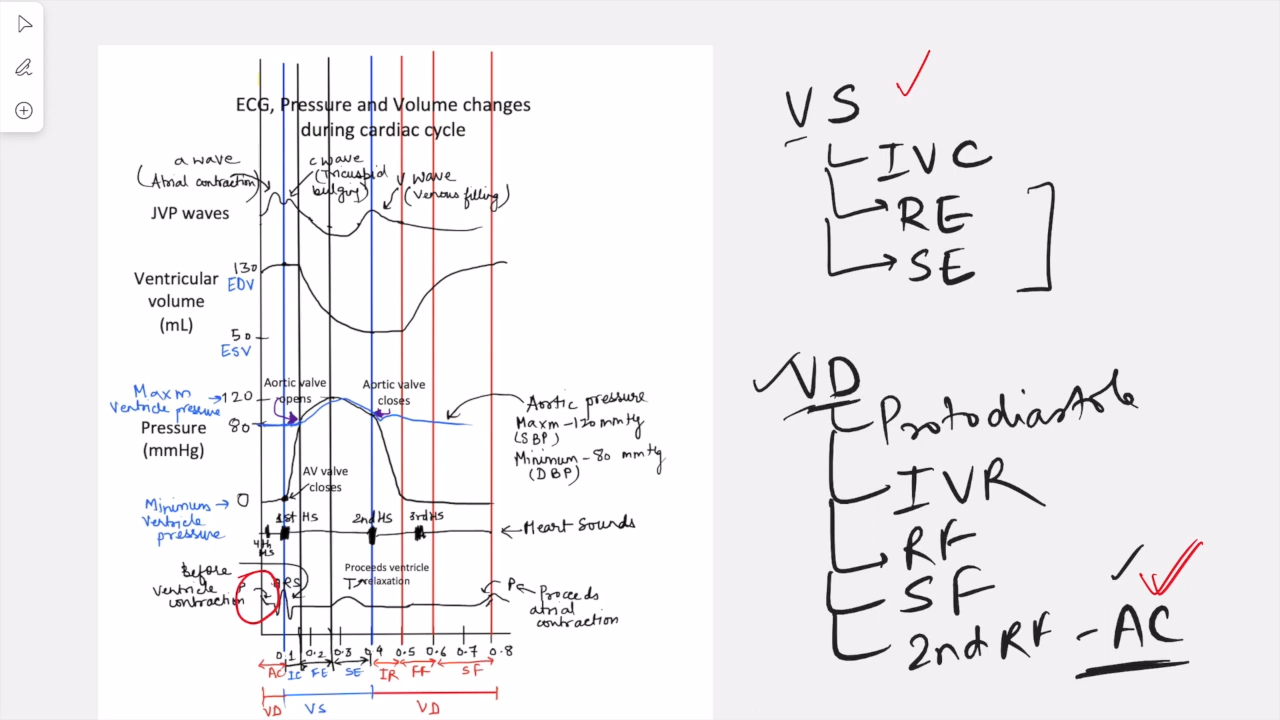 ECG, Pressure and Volume changes
during cardiac cycle
a wave
(Atrial contraction)
c wave
(Tricuspid
bulging)
v wave
(Venous filling)
JVP waves
130
EDV
Ventricular
volume
(mL)
50
ESV
Maxm
Ventricle pressure
120
80
Pressure
(mmHg)
Aortic valve
opens
Aortic valve
closes
Aortic pressure
Maxm - 120 mmHg
(SBP)
Minimum - 80 mmHg
(DBP)
AV valve
closes
Minimum
Ventricle
pressure
0
1st HS
2nd HS
3rd HS
4th
HS
Heart Sounds
Before
Ventricle
contraction
QRS
Proceeds ventricle
T relaxation
P
Proceeds
atrial
contraction
0.1 0.2 0.3 0.4 0.5 0.6 0.7 0.8
AC IC FE SE IR FF SF
VD VS VD
VS
IVC
RE
SE
VD
Protodiastole
IVR
RF
SF
2nd RF - AC